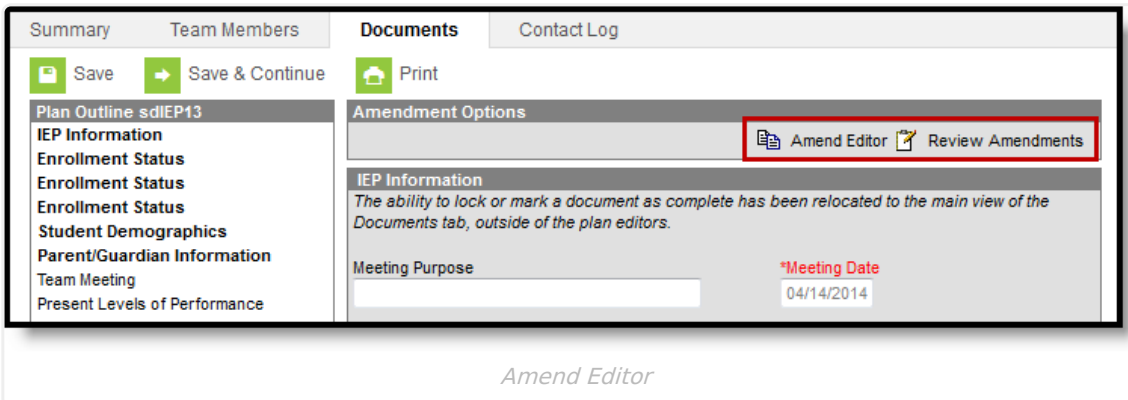 Summary Team Members Documents Contact Log
Save Save & Continue Print
Plan Outline sdIEP13
IEP Information
Enrollment Status
Enrollment Status
Enrollment Status
Student Demographics
Parent/Guardian Information
Team Meeting
Present Levels of Performance
Amendment Options
Amend Editor Review Amendments
IEP Information
The ability to lock or mark a document as complete has been relocated to the main view of the
Documents tab, outside of the plan editors.
Meeting Purpose *Meeting Date
04/14/2014
Amend Editor